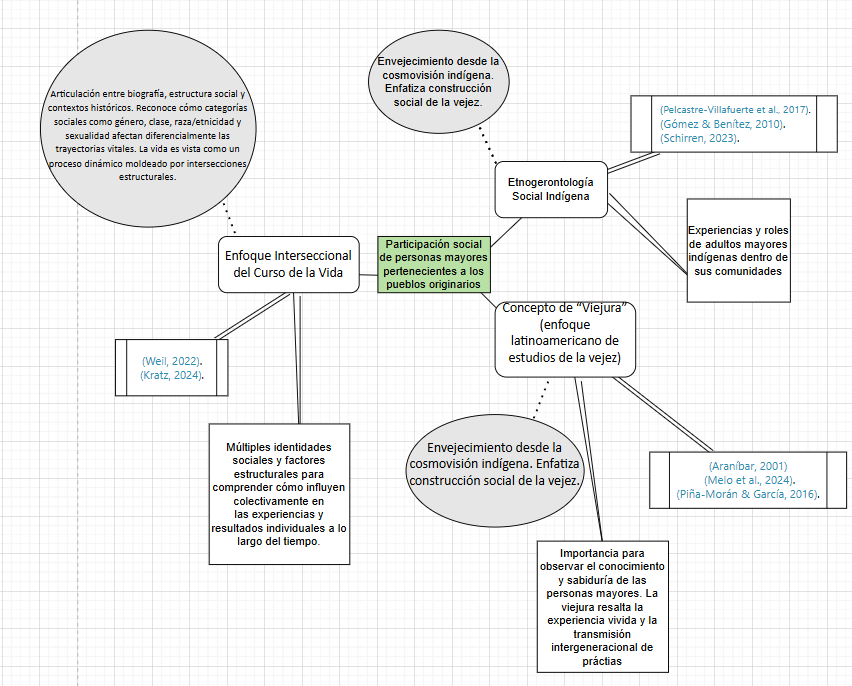 Articulación entre biografía, estructura social y
contextos históricos. Reconoce cómo categorías
sociales como género, clase, raza/etnicidad y
sexualidad afectan diferencialmente las
trayectorias vitales. La vida es vista como un
proceso dinámico moldeado por intersecciones
estructurales.
Envejecimiento desde la
cosmovisión indígena.
Enfatiza construcción
social de la vejez.
(Pelcastre-Villafuerte et al., 2017).
(Gómez & Benítez, 2010).
(Schirren, 2023).
Etnogerontología
Social Indígena
Experiencias y roles
de adultos mayores
indígenas dentro de
sus comunidades
Enfoque Interseccional
del Curso de la Vida
Participación social
de personas mayores
pertenecientes a los
pueblos originarios
Concepto de “Viejura”
(enfoque
latinoamericano de
estudios de la vejez)
(Weil, 2022).
(Kratz, 2024).
Múltiples identidades
sociales y factores
estructurales para
comprender cómo influyen
colectivamente en
las experiencias y
resultados individuales a lo
largo del tiempo.
Envejecimiento desde la
cosmovisión indígena. Enfatiza
construcción social de la vejez.
(Araníbar, 2001)
(Melo et al., 2024).
(Piña-Morán & García, 2016).
Importancia para
observar el conocimiento
y sabiduría de las
personas mayores. La
viejura resalta la
experiencia vivida y la
transmisión
intergeneracional de
práctias